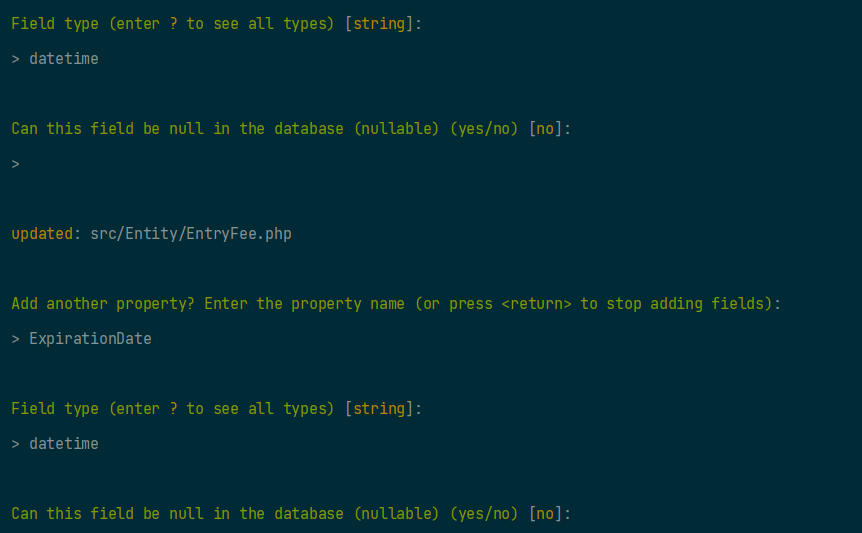 Field type (enter ? to see all types) [string]:
> datetime
Can this field be null in the database (nullable) (yes/no) [no]:
>
updated: src/Entity/EntryFee.php
Add another property? Enter the property name (or press <return> to stop adding fields):
> ExpirationDate
Field type (enter ? to see all types) [string]:
> datetime
Can this field be null in the database (nullable) (yes/no) [no]: